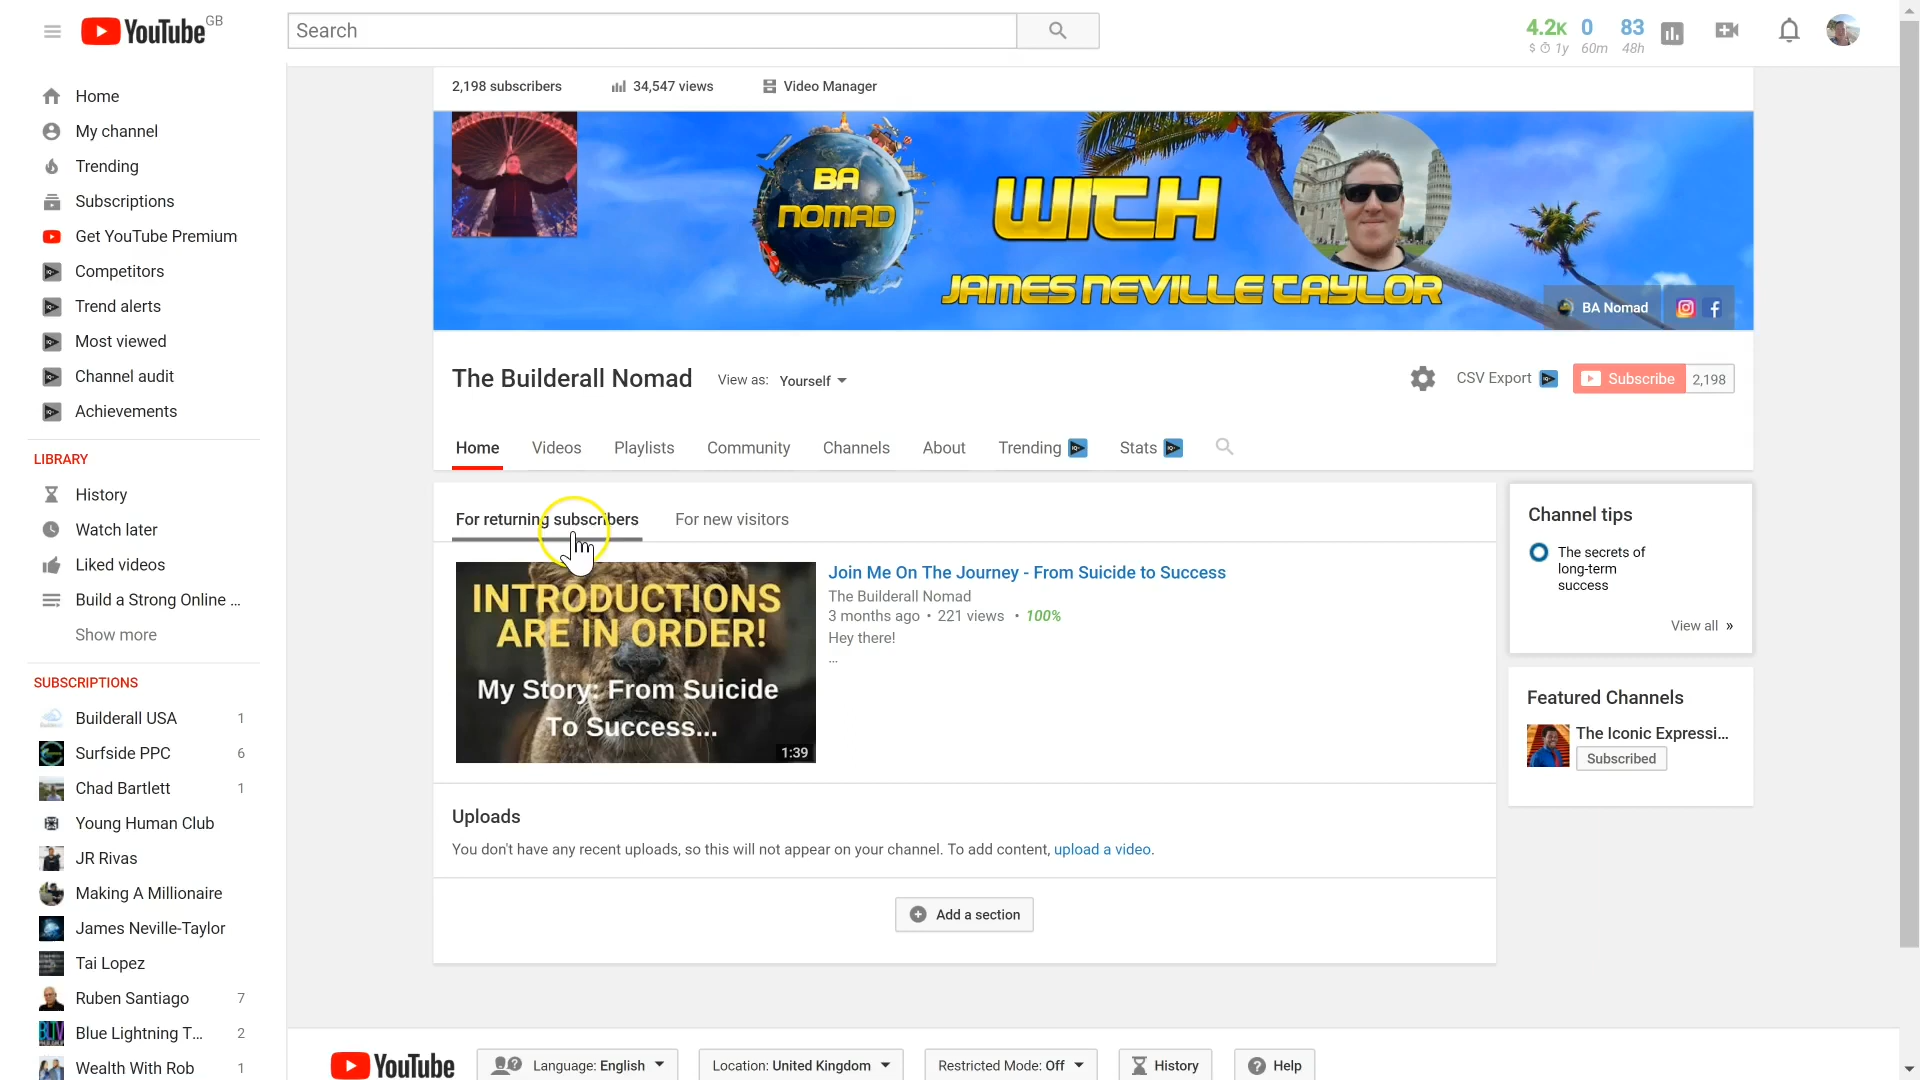 YouTube GB
Search
4.2K 0 83
$ 1y 60m 48h
Home
My channel
Trending
Subscriptions
Get YouTube Premium
Competitors
Trend alerts
Most viewed
Channel audit
Achievements
LIBRARY
History
Watch later
Liked videos
Build a Strong Online ...
Show more
SUBSCRIPTIONS
Builderall USA 1
Surfside PPC 6
Chad Bartlett 1
Young Human Club
JR Rivas
Making A Millionaire
James Neville-Taylor
Tai Lopez
Ruben Santiago 7
Blue Lightning T... 2
Wealth With Rob 1
2,198 subscribers 34,547 views Video Manager
BA
NOMAD
WITH
JAMES NEVILLE TAYLOR
BA Nomad
The Builderall Nomad View as: Yourself
CSV Export Subscribe 2,198
Home Videos Playlists Community Channels About Trending Stats
For returning subscribers For new visitors
INTRODUCTIONS
ARE IN ORDER!
My Story: From Suicide
To Success...
1:39
Join Me On The Journey - From Suicide to Success
The Builderall Nomad
3 months ago • 221 views • 100%
Hey there!
...
Uploads
You don't have any recent uploads, so this will not appear on your channel. To add content, upload a video.
Add a section
Channel tips
The secrets of
long-term
success
View all »
Featured Channels
The Iconic Expressi...
Subscribed
YouTube Language: English Location: United Kingdom Restricted Mode: Off History Help